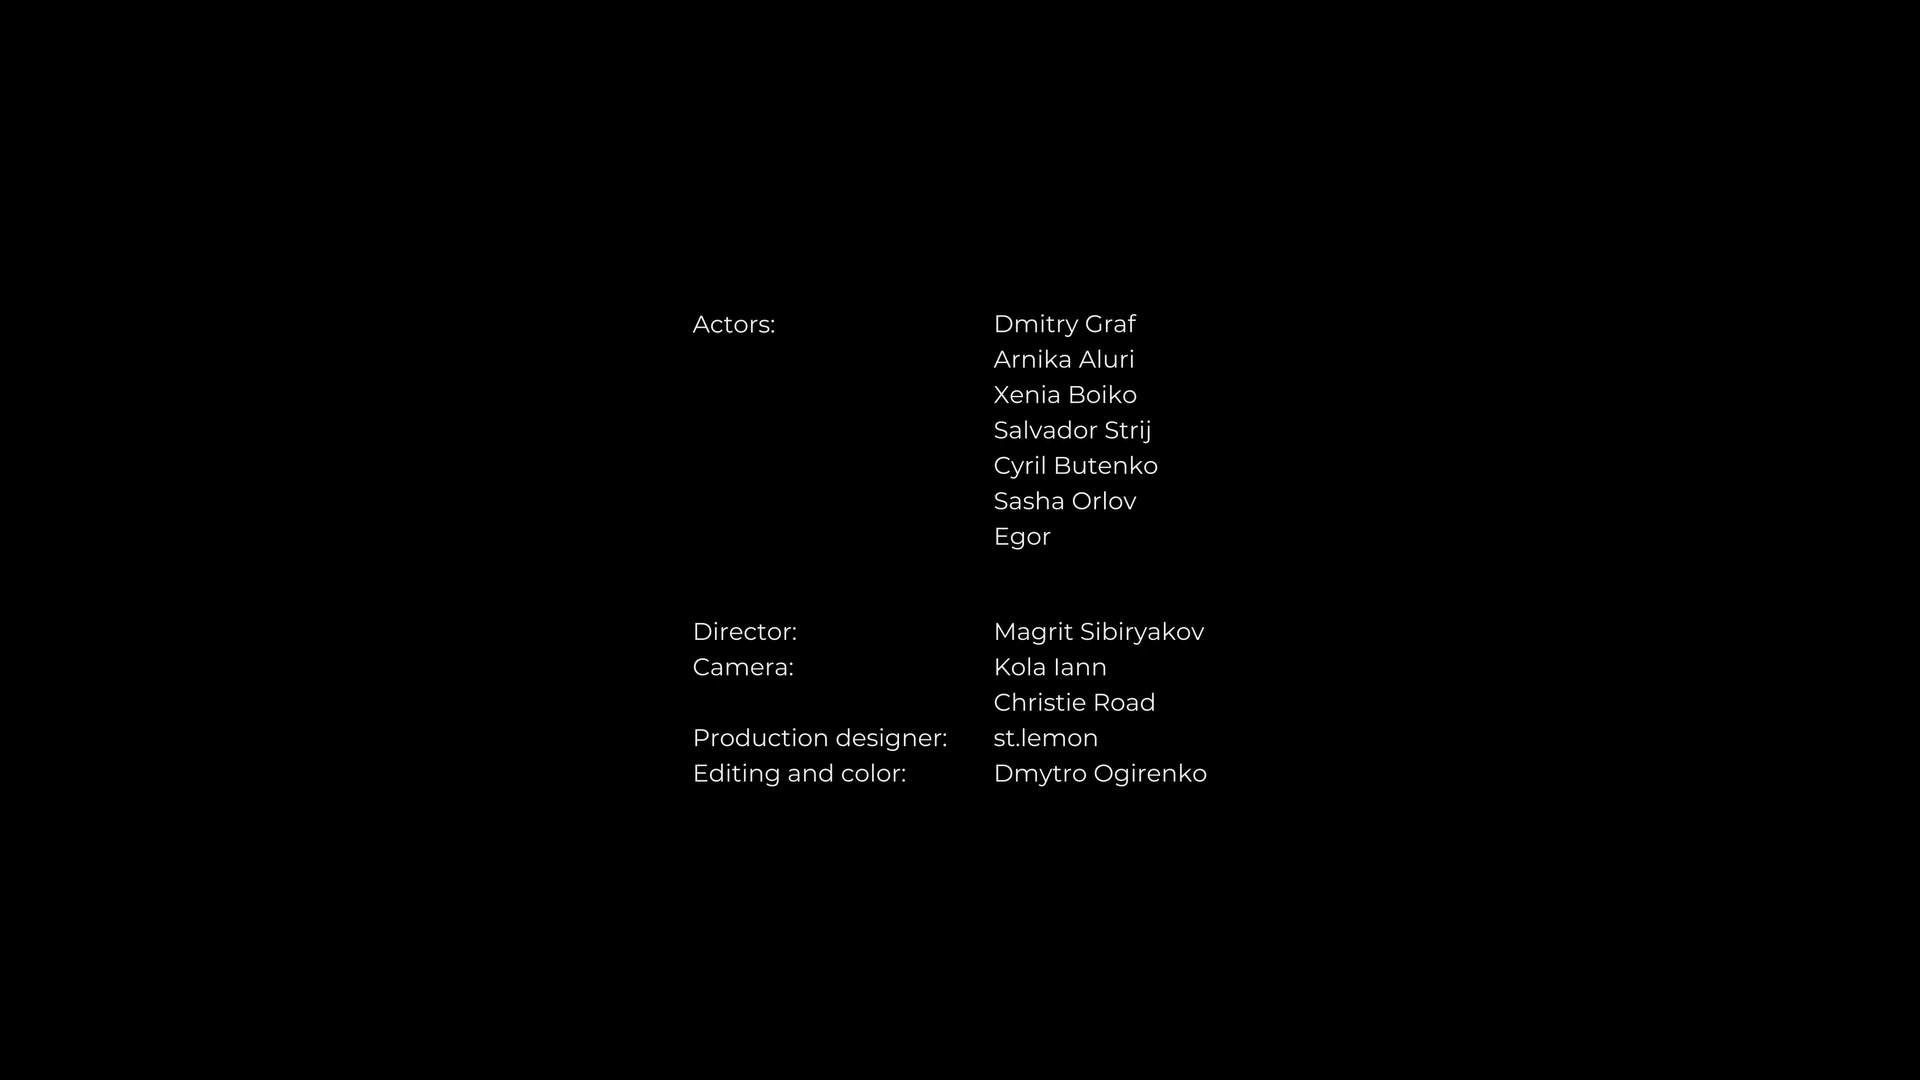 Actors: Dmitry Graf
Arnika Aluri
Xenia Boiko
Salvador Strij
Cyril Butenko
Sasha Orlov
Egor
Director: Magrit Sibiryakov
Camera: Kola Iann
Christie Road
Production designer: st.lemon
Editing and color: Dmytro Ogirenko